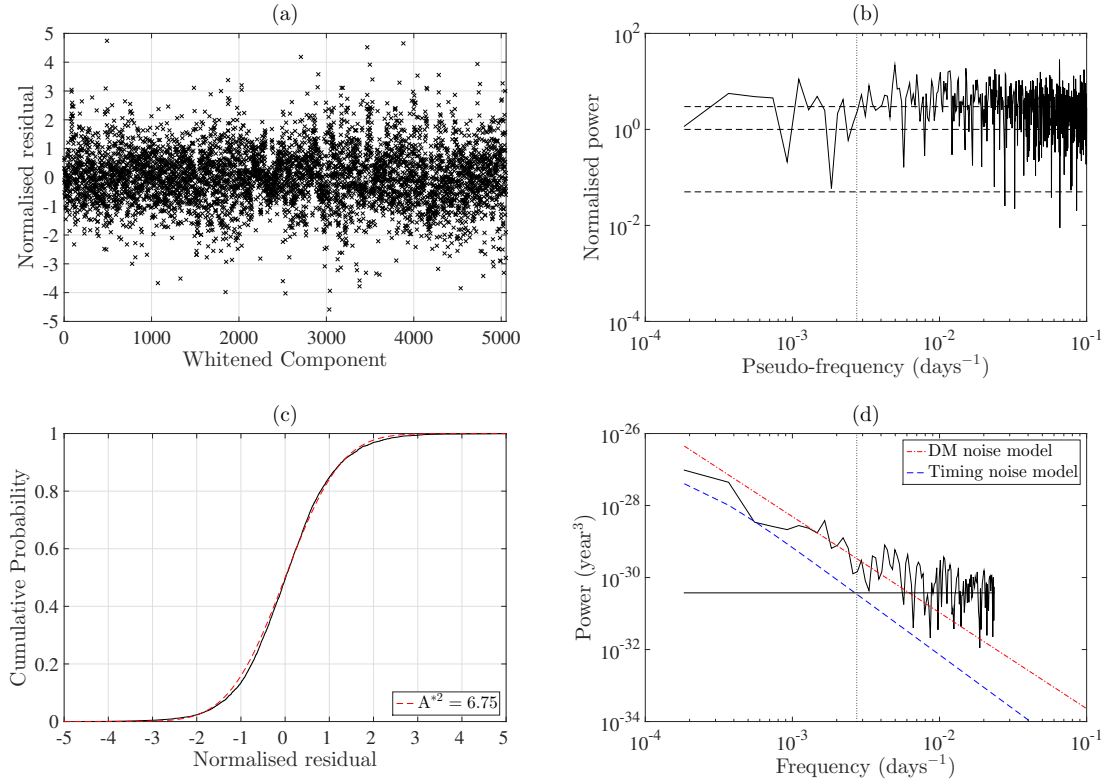 (a)
5
4
3
2
1
0
-1
-2
-3
-4
-5
Normalised residual
0 1000 2000 3000 4000 5000
Whitened Component
(b)
10^2
10^0
10^-2
10^-4
Normalised power
10^-4 10^-3 10^-2 10^-1
Pseudo-frequency (days^-1)
(c)
1
0.8
0.6
0.4
0.2
0
Cumulative Probability
A*2 = 6.75
-5 -4 -3 -2 -1 0 1 2 3 4 5
Normalised residual
(d)
10^-26
10^-28
10^-30
10^-32
10^-34
Power (year^3)
DM noise model
Timing noise model
10^-4 10^-3 10^-2 10^-1
Frequency (days^-1)